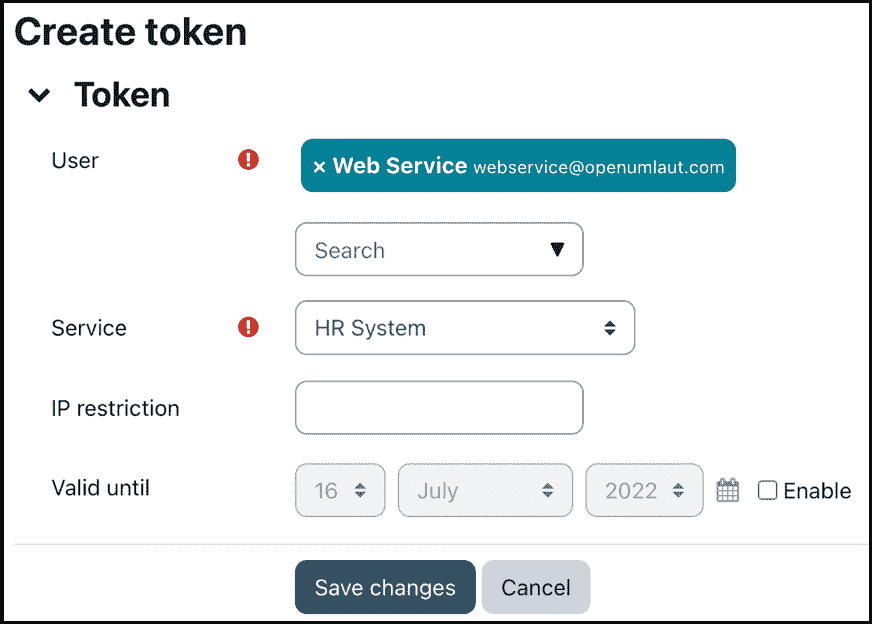 Create token
Token
User ! × Web Service webservice@openumlaut.com
Search
Service ! HR System
IP restriction
Valid until 16 July 2022 Enable
Save changes Cancel